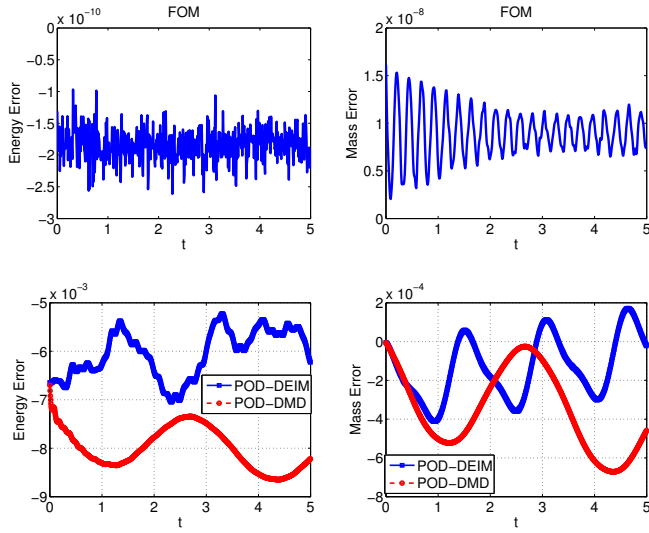 FOM
x 10⁻¹⁰
0
−0.5
−1
−1.5
−2
−2.5
−3
Energy Error
0 1 2 3 4 5
t
FOM
x 10⁻⁸
2
1.5
1
0.5
0
Mass Error
0 1 2 3 4 5
t
x 10⁻³
−5
−6
−7
−8
−9
Energy Error
POD−DEIM
POD−DMD
0 1 2 3 4 5
t
x 10⁻⁴
2
0
−2
−4
−6
−8
Mass Error
POD−DEIM
POD−DMD
0 1 2 3 4 5
t